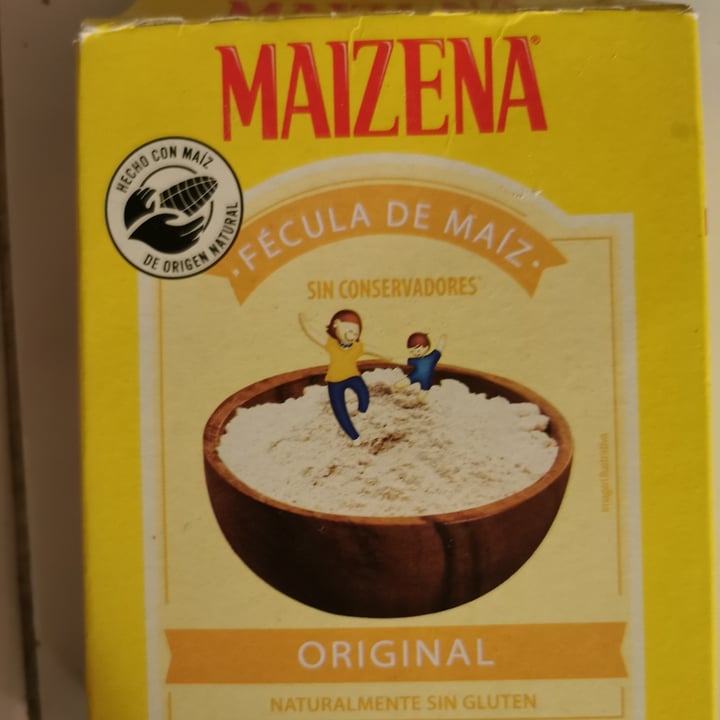 MAIZENA®
HECHO CON MAÍZ
DE ORIGEN NATURAL
·FÉCULA DE MAÍZ·
SIN CONSERVADORES
ORIGINAL
NATURALMENTE SIN GLUTEN